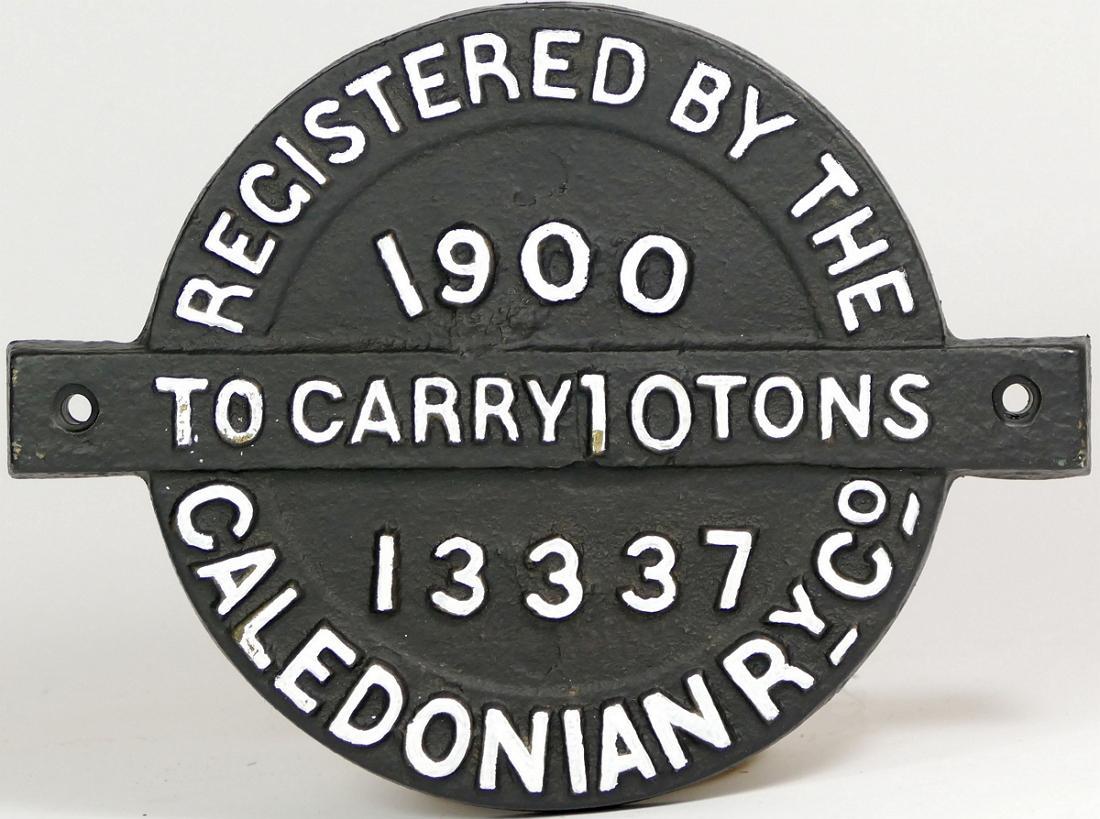 REGISTERED BY THE
1900
TO CARRY 10 TONS
13337
CALEDONIAN Ry Co